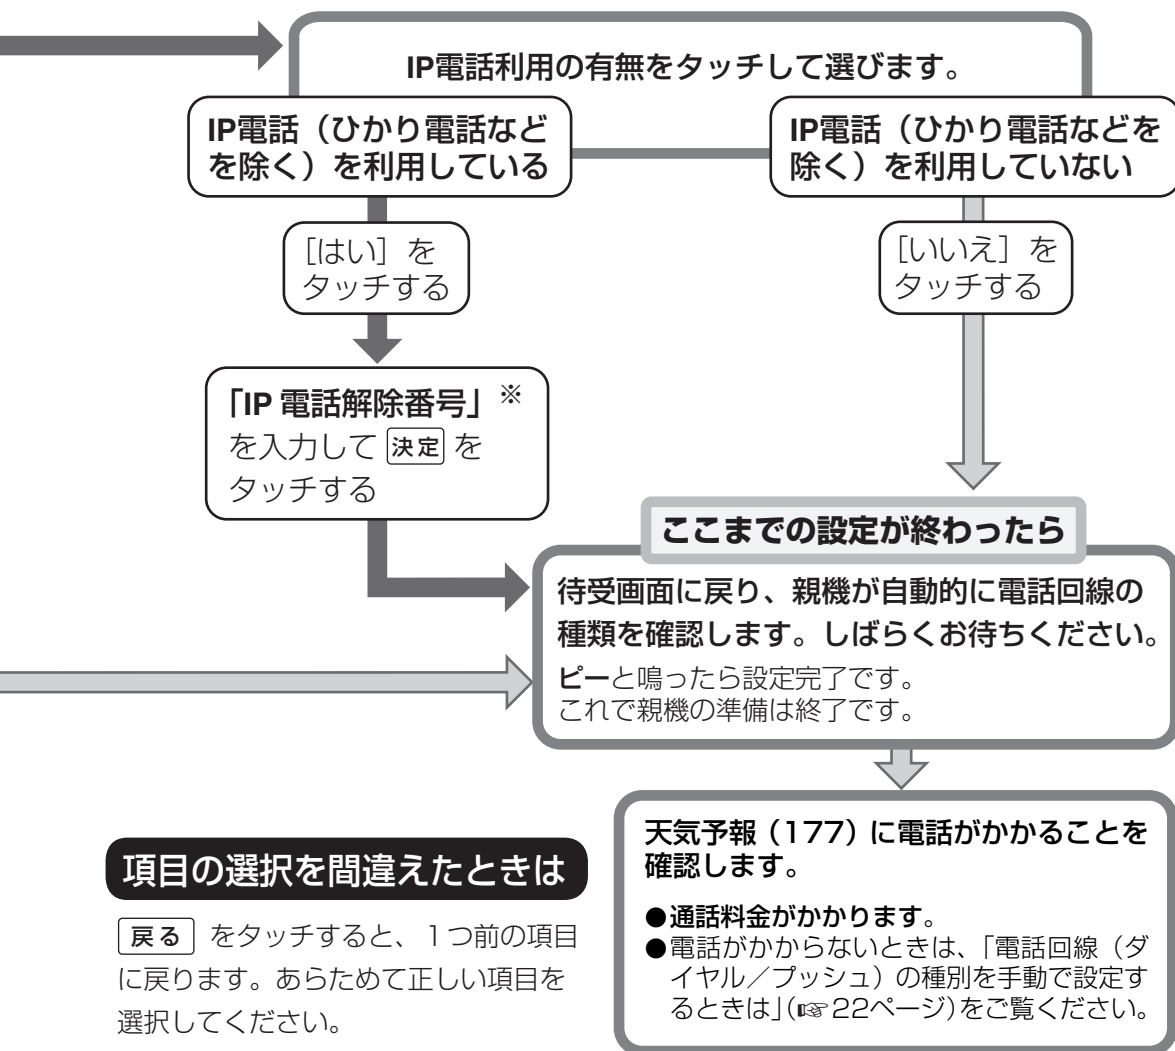 IP電話利用の有無をタッチして選びます。
IP電話（ひかり電話など
を除く）を利用している
IP電話（ひかり電話などを
除く）を利用していない
［はい］を
タッチする
［いいえ］を
タッチする
「IP 電話解除番号」※
を入力して 決定 を
タッチする
ここまでの設定が終わったら
待受画面に戻り、親機が自動的に電話回線の
種類を確認します。しばらくお待ちください。
ピーと鳴ったら設定完了です。
これで親機の準備は終了です。
項目の選択を間違えたときは
戻る をタッチすると、1つ前の項目
に戻ります。あらためて正しい項目を
選択してください。
天気予報（177）に電話がかかることを
確認します。
●通話料金がかかります。
●電話がかからないときは、「電話回線（ダ
イヤル／プッシュ）の種別を手動で設定す
るときは」（☞22ページ）をご覧ください。